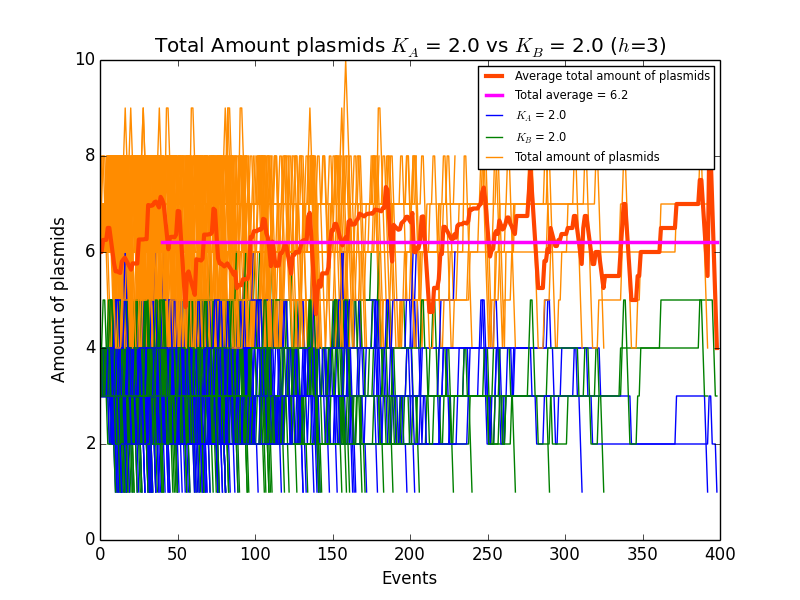 Total Amount plasmids K_A = 2.0 vs K_B = 2.0 (h=3)
Average total amount of plasmids
Total average = 6.2
K_A = 2.0
K_B = 2.0
Total amount of plasmids
Amount of plasmids
10
8
6
4
2
0
0 50 100 150 200 250 300 350 400
Events